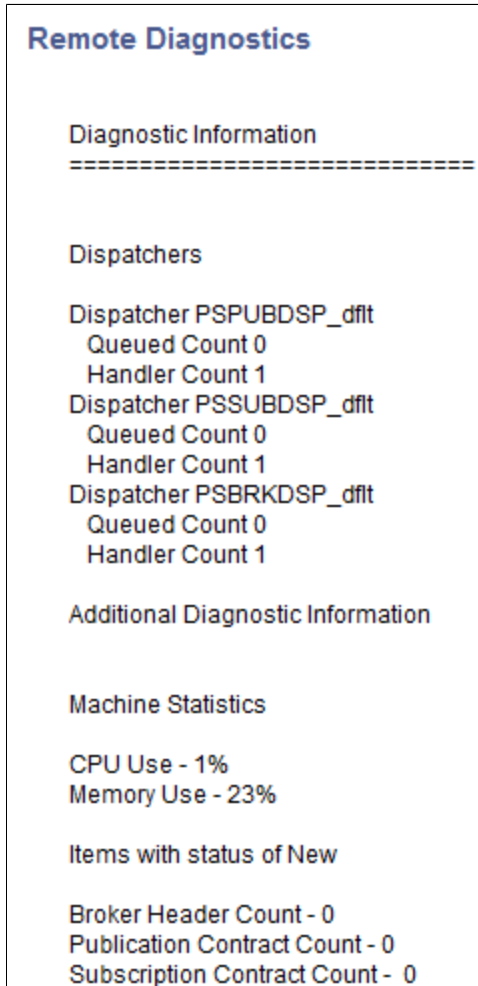 Remote Diagnostics
Diagnostic Information
=============================
Dispatchers
Dispatcher PSPUBDSP_dflt
Queued Count 0
Handler Count 1
Dispatcher PSSUBDSP_dflt
Queued Count 0
Handler Count 1
Dispatcher PSBRKDSP_dflt
Queued Count 0
Handler Count 1
Additional Diagnostic Information
Machine Statistics
CPU Use - 1%
Memory Use - 23%
Items with status of New
Broker Header Count - 0
Publication Contract Count - 0
Subscription Contract Count -  0